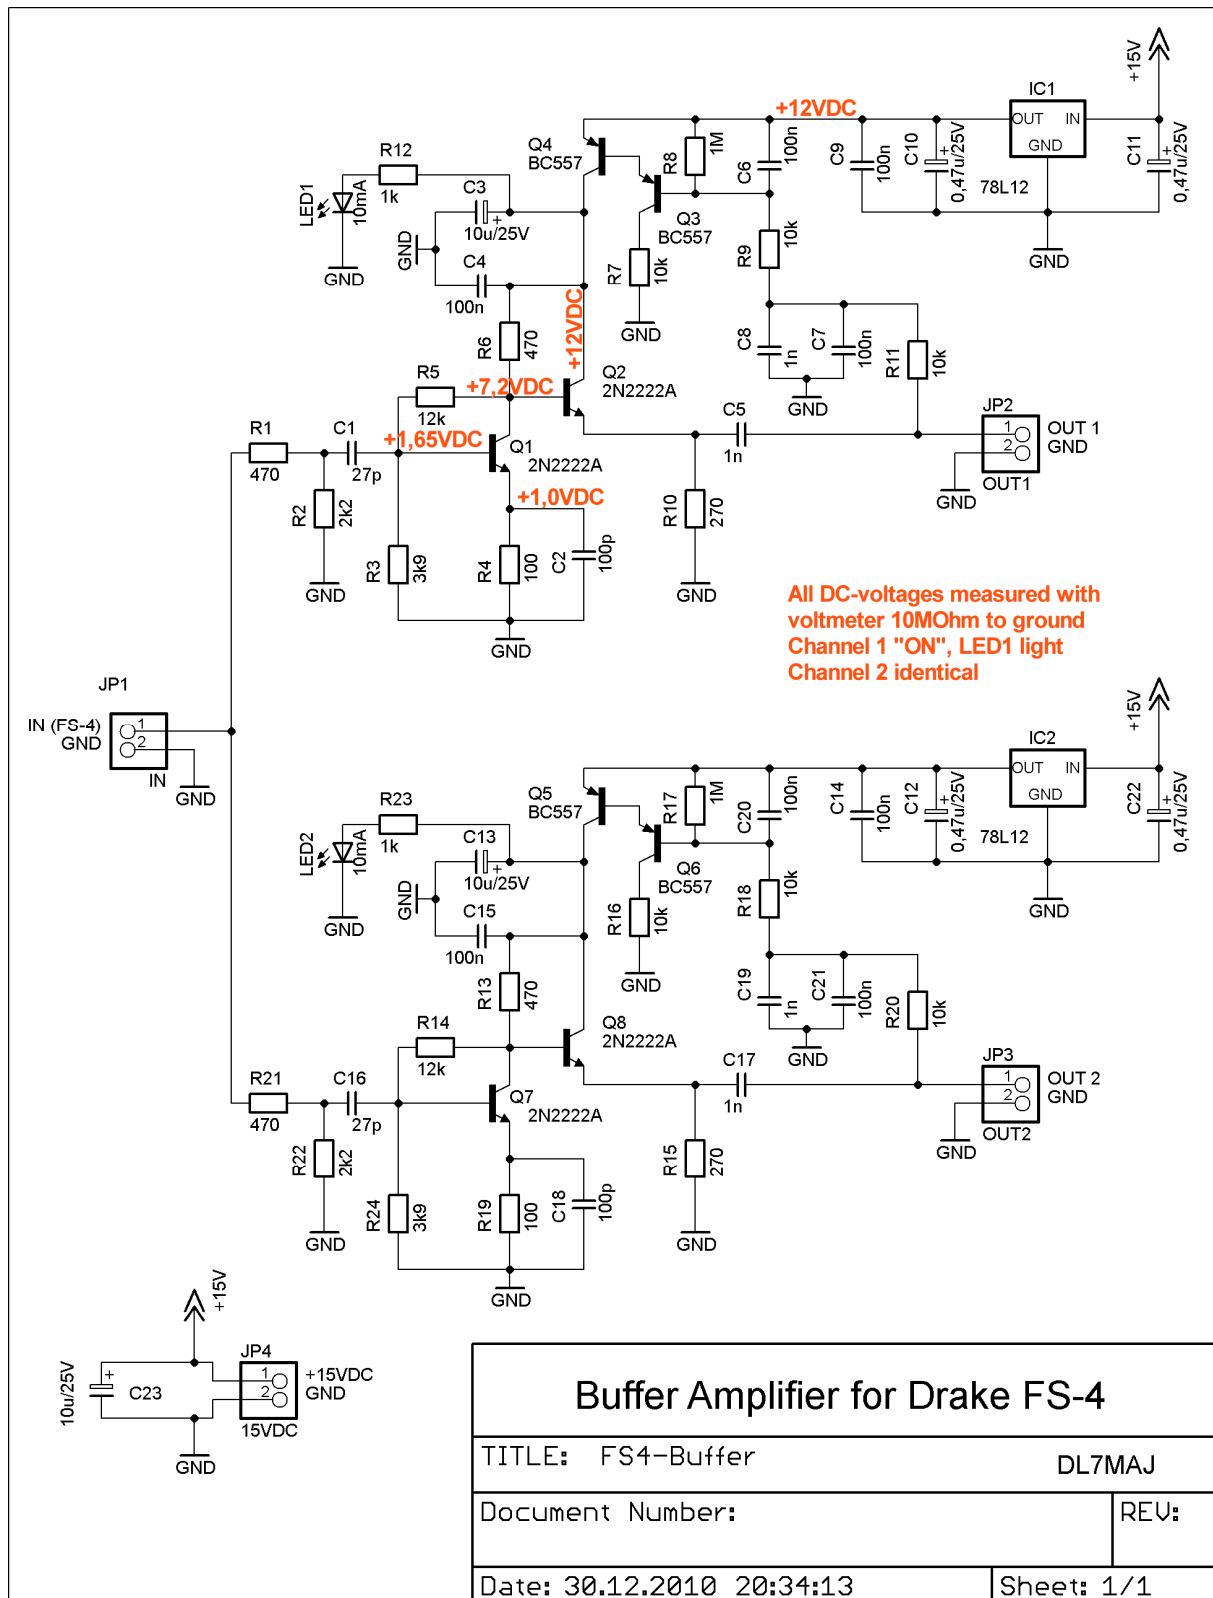 +15V
IC1
OUT IN
GND
78L12
C10
0,47u/25V
+
C11
0,47u/25V
+
C9
100n
+12VDC
C6
100n
R8
1M
Q4
BC557
Q3
BC557
R7
10k
GND
R9
10k
GND
R12
1k
LED1
10mA
GND
C3
10u/25V
+
GND
C4
100n
R6
470
+12VDC
C8
1n
C7
100n
GND
R11
10k
R5
12k
+7,2VDC
Q2
2N2222A
R1
470
C1
27p
+1,65VDC
Q1
2N2222A
C5
1n
JP2
1
2
OUT 1
GND
OUT1
GND
R2
2k2
GND
+1,0VDC
R3
3k9
R4
100
C2
100p
GND
R10
270
GND
All DC-voltages measured with
voltmeter 10MOhm to ground
Channel 1 "ON", LED1 light
Channel 2 identical
JP1
IN (FS-4)
GND
1
2
IN
GND
+15V
IC2
OUT IN
GND
78L12
C12
0,47u/25V
+
C22
0,47u/25V
+
GND
C14
100n
C20
100n
R17
1M
Q5
BC557
Q6
BC557
R16
10k
GND
R18
10k
R23
1k
LED2
10mA
GND
C13
10u/25V
+
GND
C15
100n
R13
470
C19
1n
C21
100n
GND
R20
10k
R14
12k
Q8
2N2222A
R21
470
C16
27p
Q7
2N2222A
C17
1n
JP3
1
2
OUT 2
GND
OUT2
GND
R22
2k2
GND
R24
3k9
R19
100
C18
100p
GND
R15
270
GND
+15V
10u/25V
+
C23
JP4
1
2
+15VDC
GND
15VDC
GND
Buffer Amplifier for Drake FS-4
TITLE: FS4-Buffer
DL7MAJ
Document Number:
REV:
Date: 30.12.2010 20:34:13
Sheet: 1/1